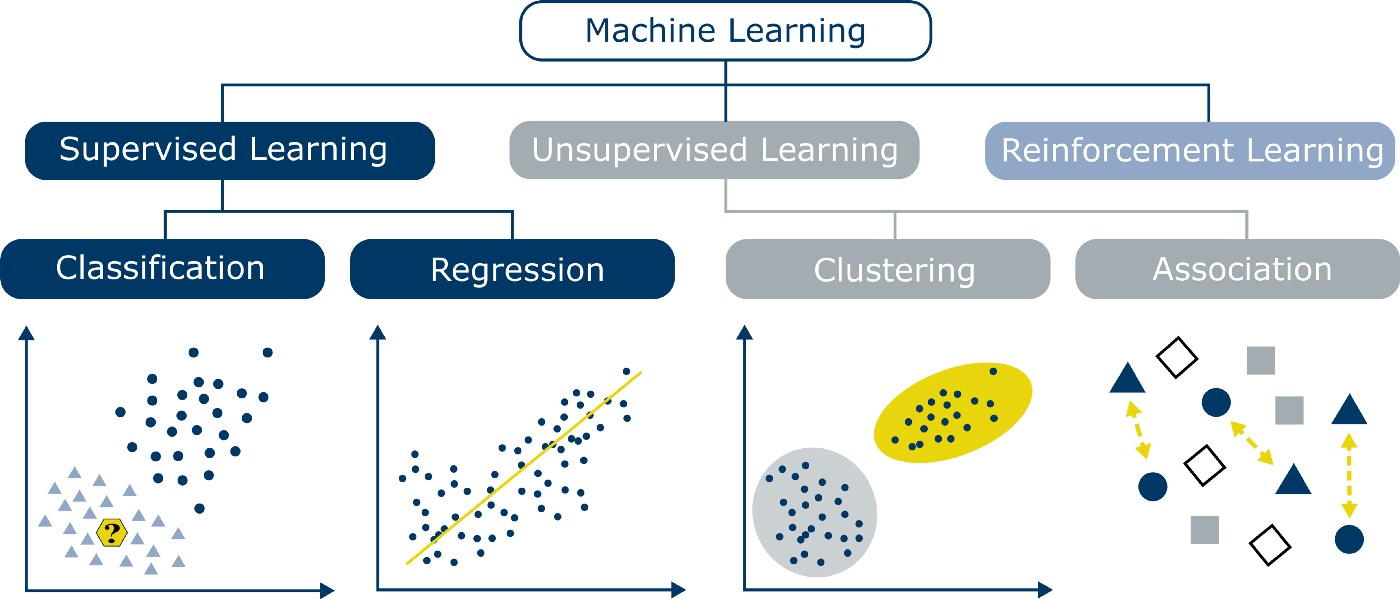 Machine Learning
Supervised Learning
Unsupervised Learning
Reinforcement Learning
Classification
Regression
Clustering
Association
?